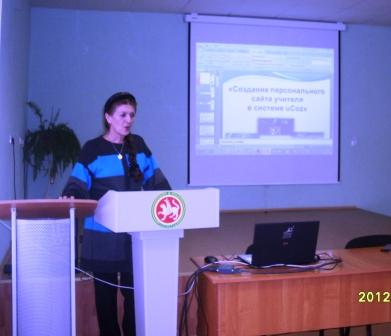 «Создание персонального
сайта учителя
в системе uCoz»
2012